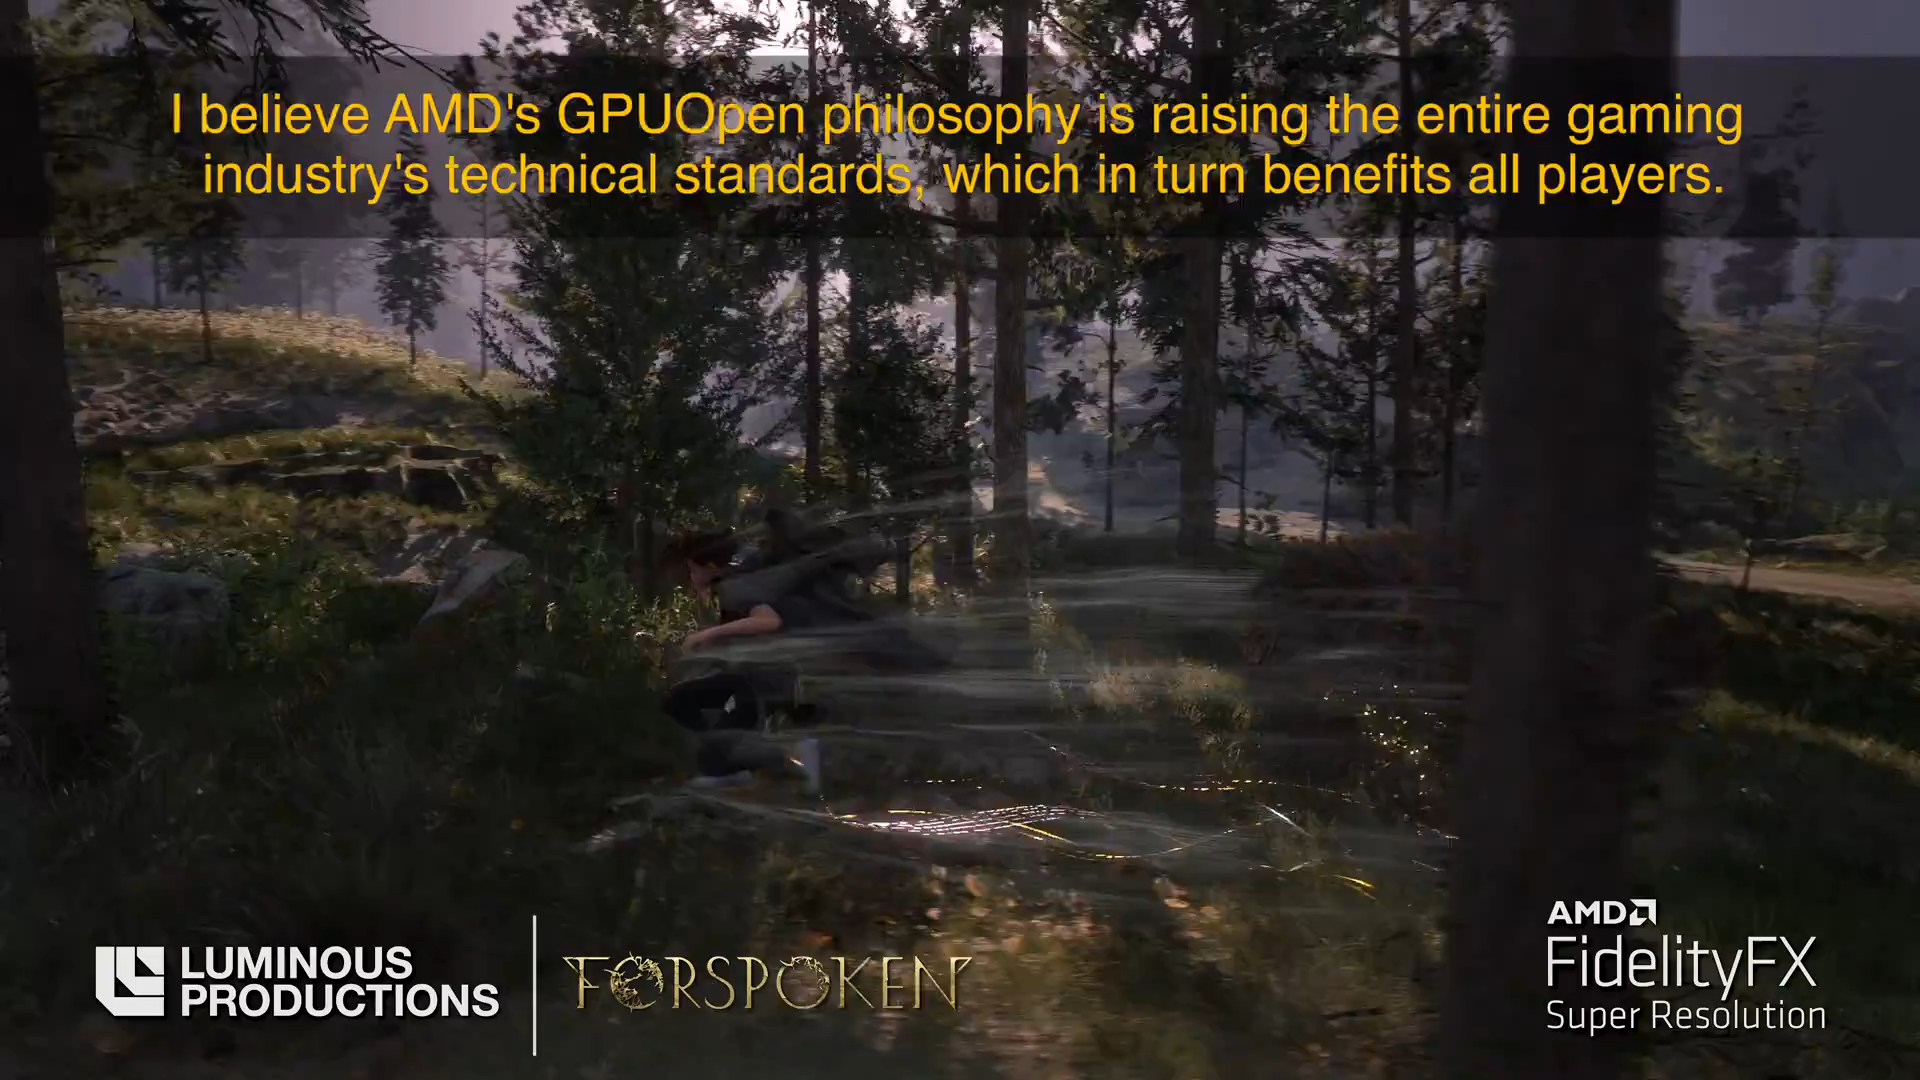 I believe AMD's GPUOpen philosophy is raising the entire gaming
industry's technical standards, which in turn benefits all players.
LUMINOUS
PRODUCTIONS
FORSPOKEN
AMD
FidelityFX
Super Resolution